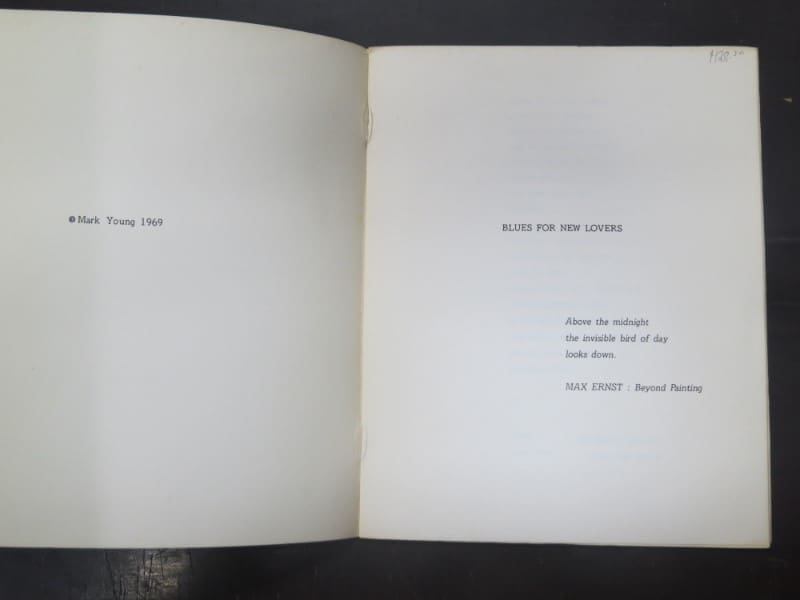 © Mark Young 1969
BLUES FOR NEW LOVERS
Above the midnight
the invisible bird of day
looks down.
MAX ERNST : Beyond Painting